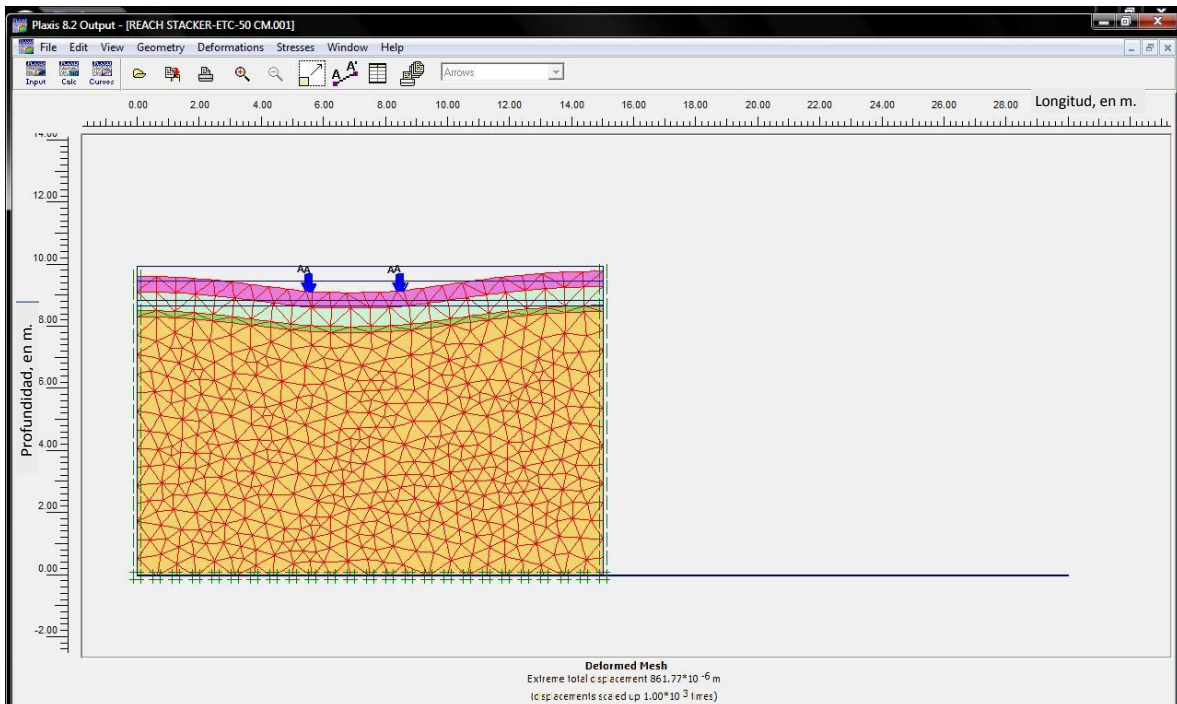 Plaxis 8.2 Output - [REACH STACKER-ETC-50 CM.001]
File Edit View Geometry Deformations Stresses Window Help
Input Calc Curves Arrows
0.00 2.00 4.00 6.00 8.00 10.00 12.00 14.00 16.00 18.00 20.00 22.00 24.00 26.00 28.00 Longitud, en m.
14.00
12.00
10.00
8.00
6.00
4.00
2.00
0.00
-2.00
Profundidad, en m.
AA AA
Deformed Mesh
Extreme total displacement 861.77*10 -6 m
(displacements scaled up 1.00*10 3 times)